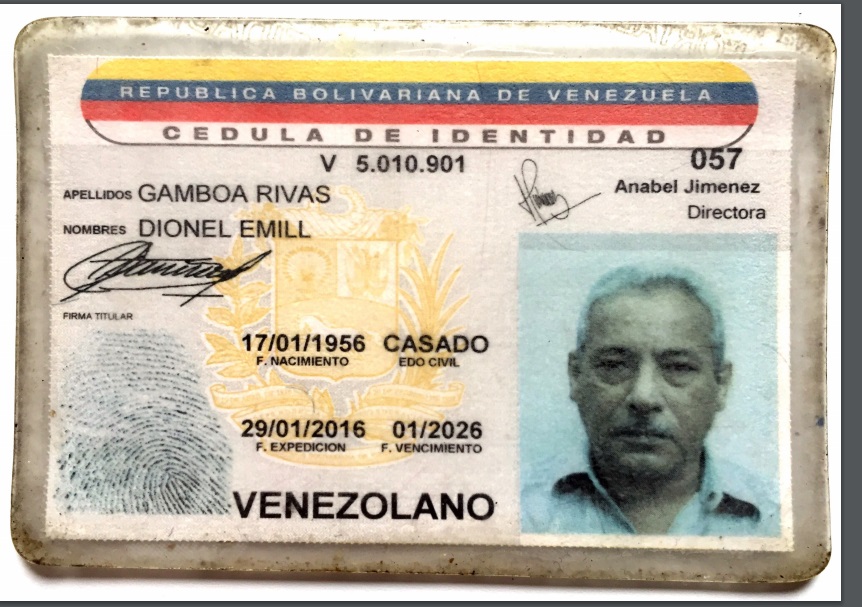 REPUBLICA BOLIVARIANA DE VENEZUELA
CEDULA DE IDENTIDAD
V 5.010.901
057
APELLIDOS GAMBOA RIVAS
Anabel Jimenez
Directora
NOMBRES DIONEL EMILL
FIRMA TITULAR
17/01/1956 CASADO
F. NACIMIENTO EDO CIVIL
29/01/2016 01/2026
F. EXPEDICION F. VENCIMIENTO
VENEZOLANO